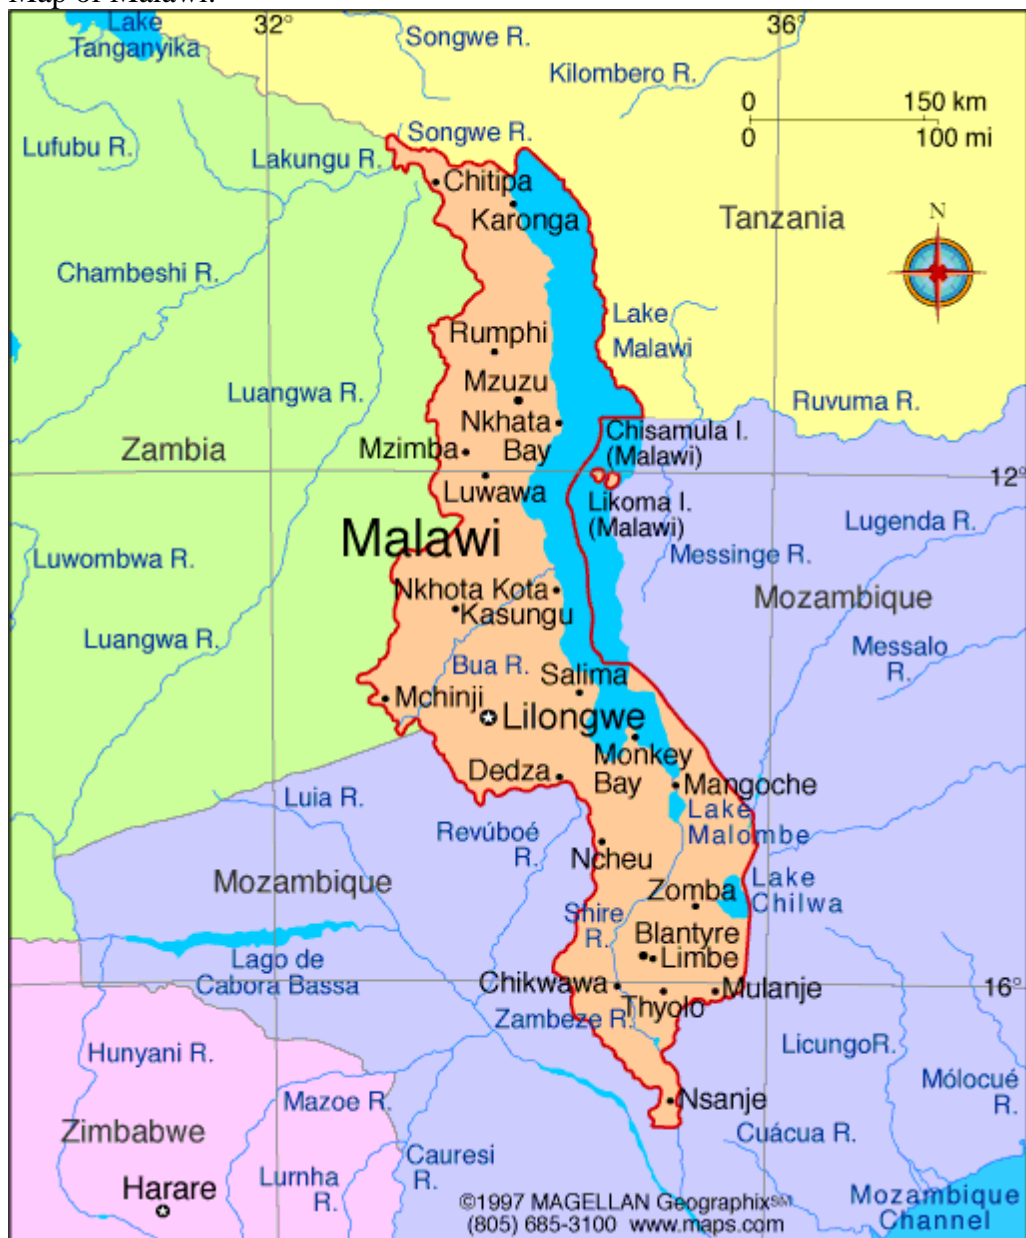 Map of Malawi.
Lake
Tanganyika
32°
Songwe R.
36°
Kilombero R.
0
150 km
0
100 mi
Lufubu R.
Lakungu R.
Songwe R.
Chitipa
Karonga
Tanzania
N
Chambeshi R.
Lake
Malawi
Rumphi
Mzuzu
Luangwa R.
Ruvuma R.
Nkhata
Bay
Chisamula I.
(Malawi)
Zambia
Mzimba
12°
Luwawa
Likoma I.
(Malawi)
Lugenda R.
Malawi
Messinge R.
Luwombwa R.
Nkhota Kota
Kasungu
Mozambique
Luangwa R.
Messalo
R.
Bua R.
Salima
Mchinji
Lilongwe
Monkey
Bay
Dedza
Mangoche
Luia R.
Lake
Malombe
Revúboé
R.
Ncheu
Mozambique
Zomba
Lake
Chilwa
Shire
R.
Blantyre
Limbe
Lago de
Cabora Bassa
Chikwawa
Thyolo
Mulanje
16°
Zambeze R.
Hunyani R.
LicungoR.
Mólocué
R.
Mazoe R.
Nsanje
Zimbabwe
Cuácua R.
Cauresi
R.
Lurnha
R.
Harare
©1997 MAGELLAN Geographix℠
(805) 685-3100 www.maps.com
Mozambique
Channel